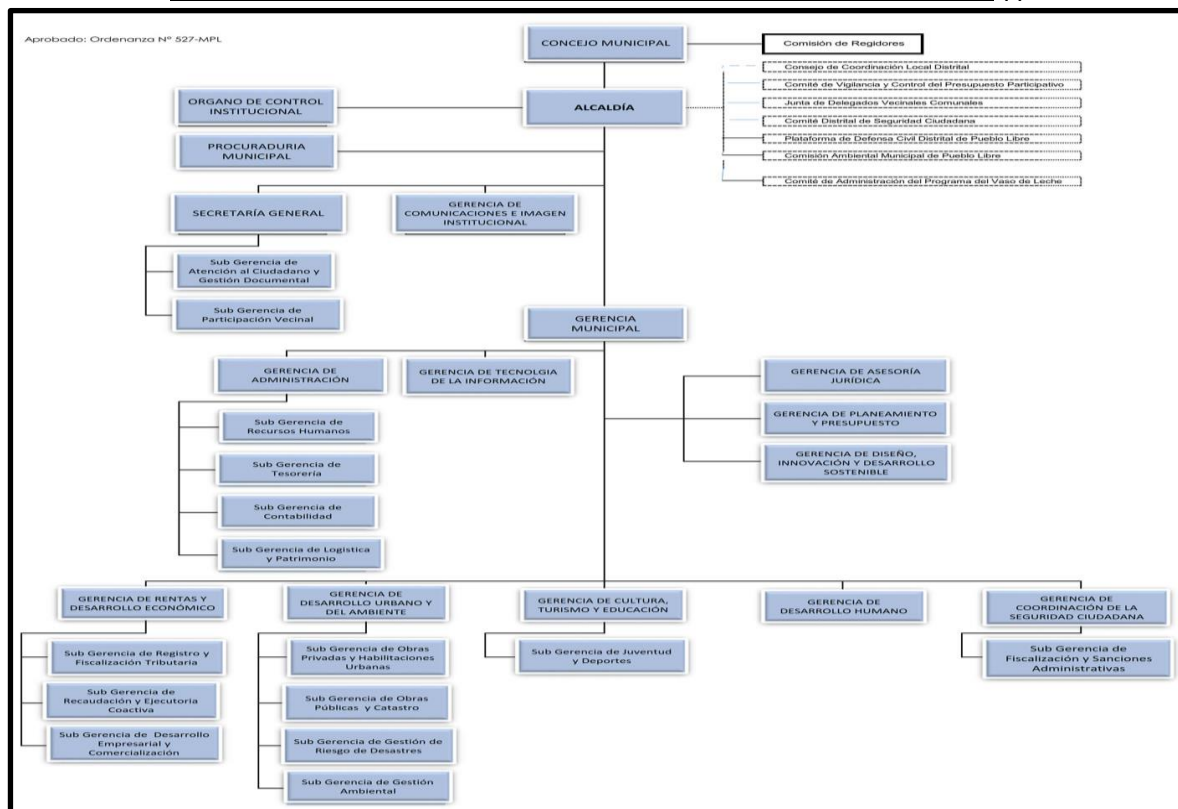 Aprobado: Ordenanza Nº 527-MPL
CONCEJO MUNICIPAL
Comisión de Regidores
Consejo de Coordinación Local Distrital
Comité de Vigilancia y Control del Presupuesto Participativo
Junta de Delegados Vecinales Comunales
Comité Distrital de Seguridad Ciudadana
Plataforma de Defensa Civil Distrital de Pueblo Libre
Comisión Ambiental Municipal de Pueblo Libre
Comité de Administración del Programa del Vaso de Leche
ORGANO DE CONTROL
INSTITUCIONAL
ALCALDÍA
PROCURADURIA
MUNICIPAL
SECRETARÍA GENERAL
GERENCIA DE
COMUNICACIONES E IMAGEN
INSTITUCIONAL
Sub Gerencia de
Atención al Ciudadano y
Gestión Documental
Sub Gerencia de
Participación Vecinal
GERENCIA
MUNICIPAL
GERENCIA DE
ADMINISTRACIÓN
GERENCIA DE TECNOLGIA
DE LA INFORMACIÓN
GERENCIA DE ASESORÍA
JURÍDICA
GERENCIA DE PLANEAMIENTO
Y PRESUPUESTO
GERENCIA DE DISEÑO,
INNOVACIÓN Y DESARROLLO
SOSTENIBLE
Sub Gerencia de
Recursos Humanos
Sub Gerencia de
Tesorería
Sub Gerencia de
Contabilidad
Sub Gerencia de Logística
y Patrimonio
GERENCIA DE RENTAS Y
DESARROLLO ECONÓMICO
GERENCIA DE
DESARROLLO URBANO Y
DEL AMBIENTE
GERENCIA DE CULTURA,
TURISMO Y EDUCACIÓN
GERENCIA DE
DESARROLLO HUMANO
GERENCIA DE
COORDINACIÓN DE LA
SEGURIDAD CIUDADANA
Sub Gerencia de Registro y
Fiscalización Tributaria
Sub Gerencia de
Recaudación y Ejecutoria
Coactiva
Sub Gerencia de Desarrollo
Empresarial y
Comercialización
Sub Gerencia de Obras
Privadas y Habilitaciones
Urbanas
Sub Gerencia de Obras
Públicas y Catastro
Sub Gerencia de Gestión de
Riesgo de Desastres
Sub Gerencia de Gestión
Ambiental
Sub Gerencia de Juventud
y Deportes
Sub Gerencia de
Fiscalización y Sanciones
Administrativas